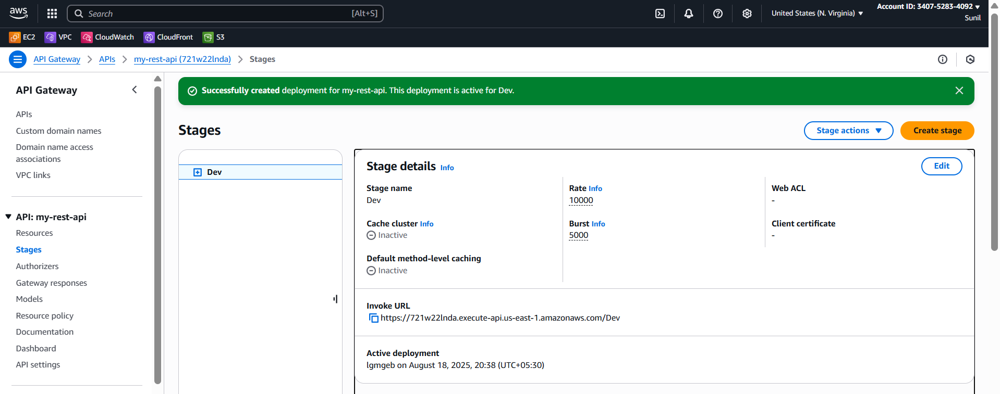 aws
Search
[Alt+S]
United States (N. Virginia)
Account ID: 3407-5283-4092
Sunil
EC2
VPC
CloudWatch
CloudFront
S3
API Gateway
APIs
my-rest-api (721w22lnda)
Stages
API Gateway
APIs
Custom domain names
Domain name access
associations
VPC links
API: my-rest-api
Resources
Stages
Authorizers
Gateway responses
Models
Resource policy
Documentation
Dashboard
API settings
Successfully created deployment for my-rest-api. This deployment is active for Dev.
Stages
Stage actions
Create stage
Dev
Stage details Info
Edit
Stage name
Dev
Rate Info
10000
Web ACL
-
Cache cluster Info
Inactive
Burst Info
5000
Client certificate
-
Default method-level caching
Inactive
Invoke URL
https://721w22lnda.execute-api.us-east-1.amazonaws.com/Dev
Active deployment
lgmgeb on August 18, 2025, 20:38 (UTC+05:30)